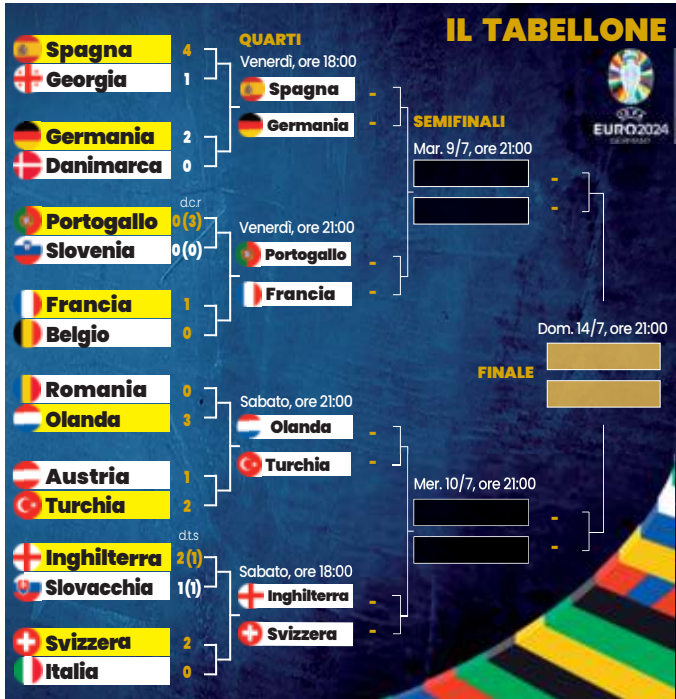 IL TABELLONE
UEFA
EURO2024
GERMANY
Spagna 4
Georgia 1
Germania 2
Danimarca 0
d.c.r
Portogallo 0(3)
Slovenia 0(0)
Francia 1
Belgio 0
Romania 0
Olanda 3
Austria 1
Turchia 2
d.t.s
Inghilterra 2(1)
Slovacchia 1(1)
Svizzera 2
Italia 0
QUARTI
Venerdì, ore 18:00
Spagna -
Germania -
Venerdì, ore 21:00
Portogallo -
Francia -
Sabato, ore 21:00
Olanda -
Turchia -
Sabato, ore 18:00
Inghilterra -
Svizzera -
SEMIFINALI
Mar. 9/7, ore 21:00
-
-
Mer. 10/7, ore 21:00
-
-
Dom. 14/7, ore 21:00
FINALE